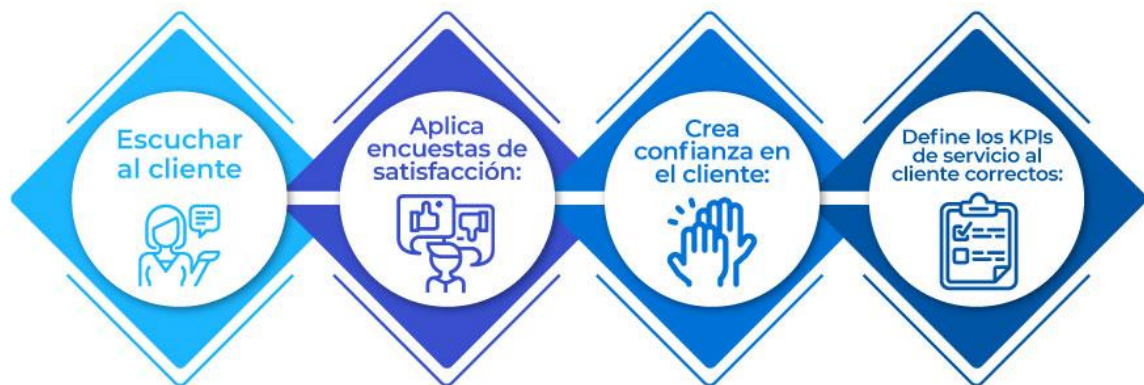 Escuchar
al cliente
Aplica
encuestas de
satisfacción:
Crea
confianza en
el cliente:
Define los KPIs
de servicio al
cliente correctos: